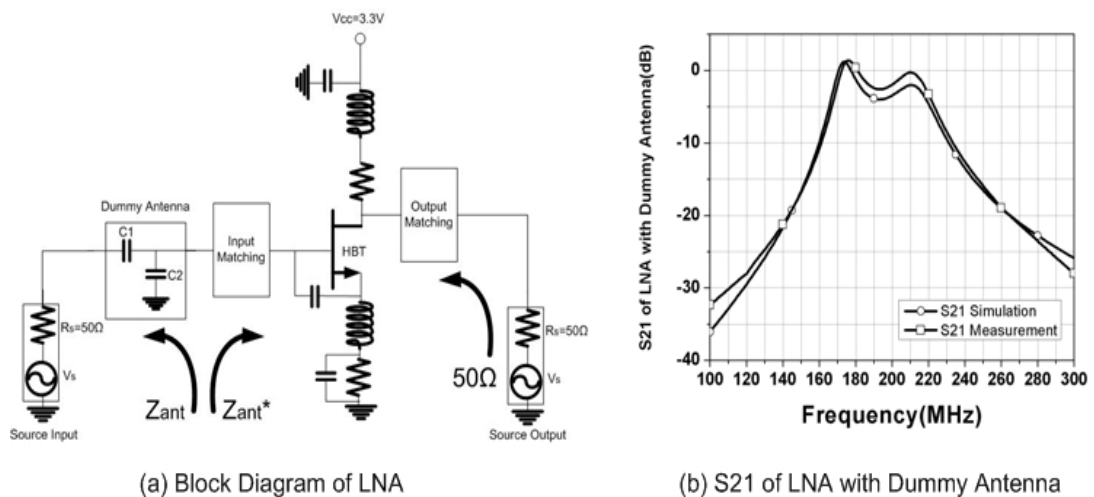 Vcc=3.3V
Dummy Antenna
C1
C2
Input
Matching
HBT
Output
Matching
Rs=50Ω
Vs
Source Input
Zant
Zant*
50Ω
Rs=50Ω
Vs
Source Output
(a) Block Diagram of LNA
S21 of LNA with Dummy Antenna(dB)
0
-10
-20
-30
-40
S21 Simulation
S21 Measurement
100 120 140 160 180 200 220 240 260 280 300
Frequency(MHz)
(b) S21 of LNA with Dummy Antenna